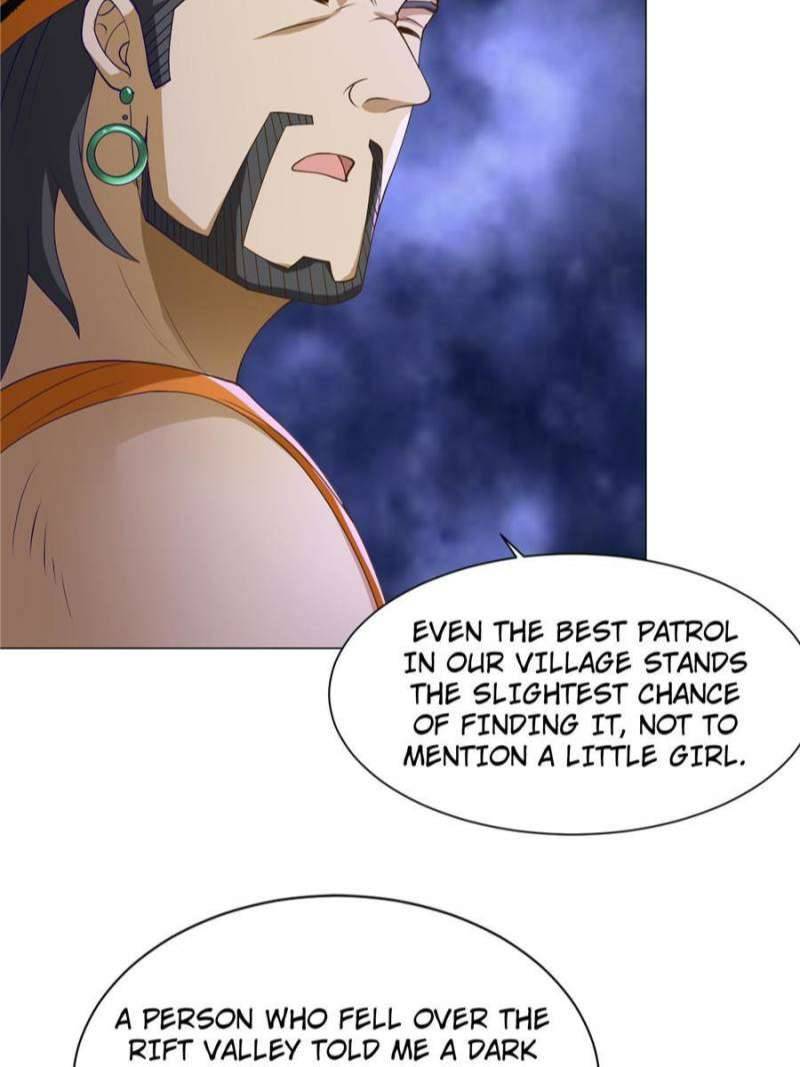 EVEN THE BEST PATROL
IN OUR VILLAGE STANDS
THE SLIGHTEST CHANCE
OF FINDING IT, NOT TO
MENTION A LITTLE GIRL.
A PERSON WHO FELL OVER THE
RIFT VALLEY TOLD ME A DARK